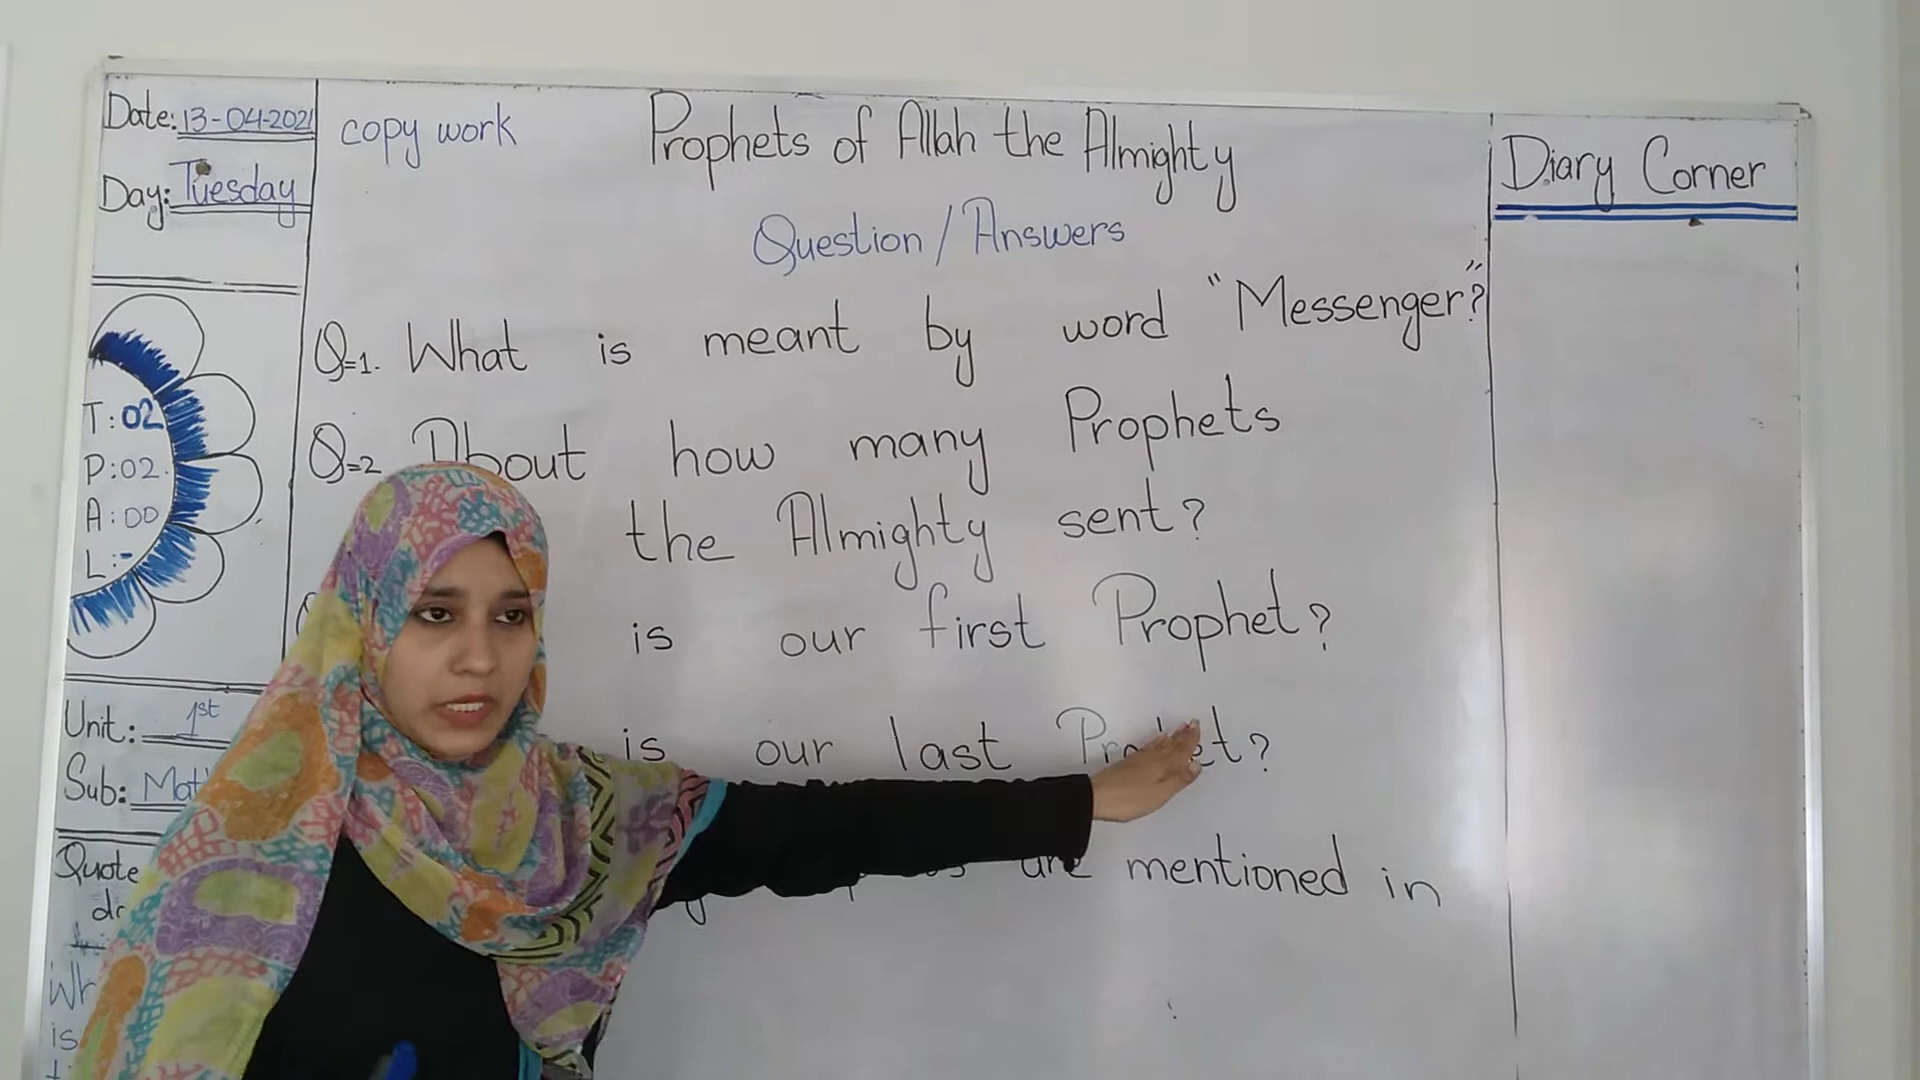 Date: 13-04-2021
Day: Tuesday
T: 02
P: 02.
A: 00
L: -
Unit: 1st
Sub:
Quote
is
copy work
Prophets of Allah the Almighty
Question / Answers
Q=1. What is meant by word "Messenger?"
Q=2 About how many Prophets
the Almighty sent?
is our first Prophet?
is our last Prophet?
are mentioned in
Diary Corner